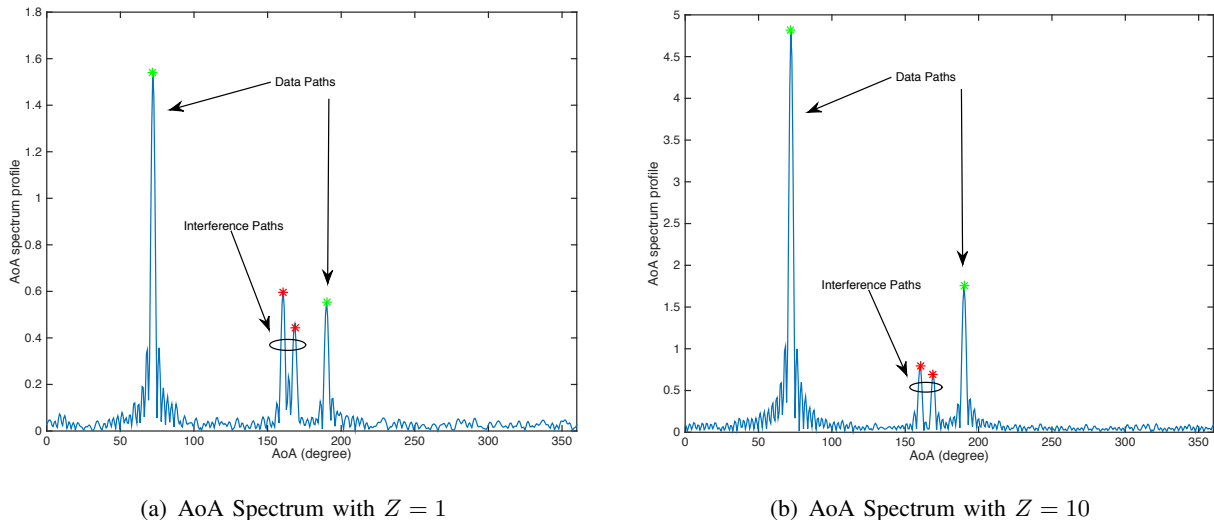 1.8
1.6
1.4
1.2
1
0.8
0.6
0.4
0.2
0
AoA spectrum profile
Data Paths
Interference Paths
0 50 100 150 200 250 300 350
AoA (degree)
(a) AoA Spectrum with Z = 1
5
4.5
4
3.5
3
2.5
2
1.5
1
0.5
0
AoA spectrum profile
Data Paths
Interference Paths
0 50 100 150 200 250 300 350
AoA (degree)
(b) AoA Spectrum with Z = 10